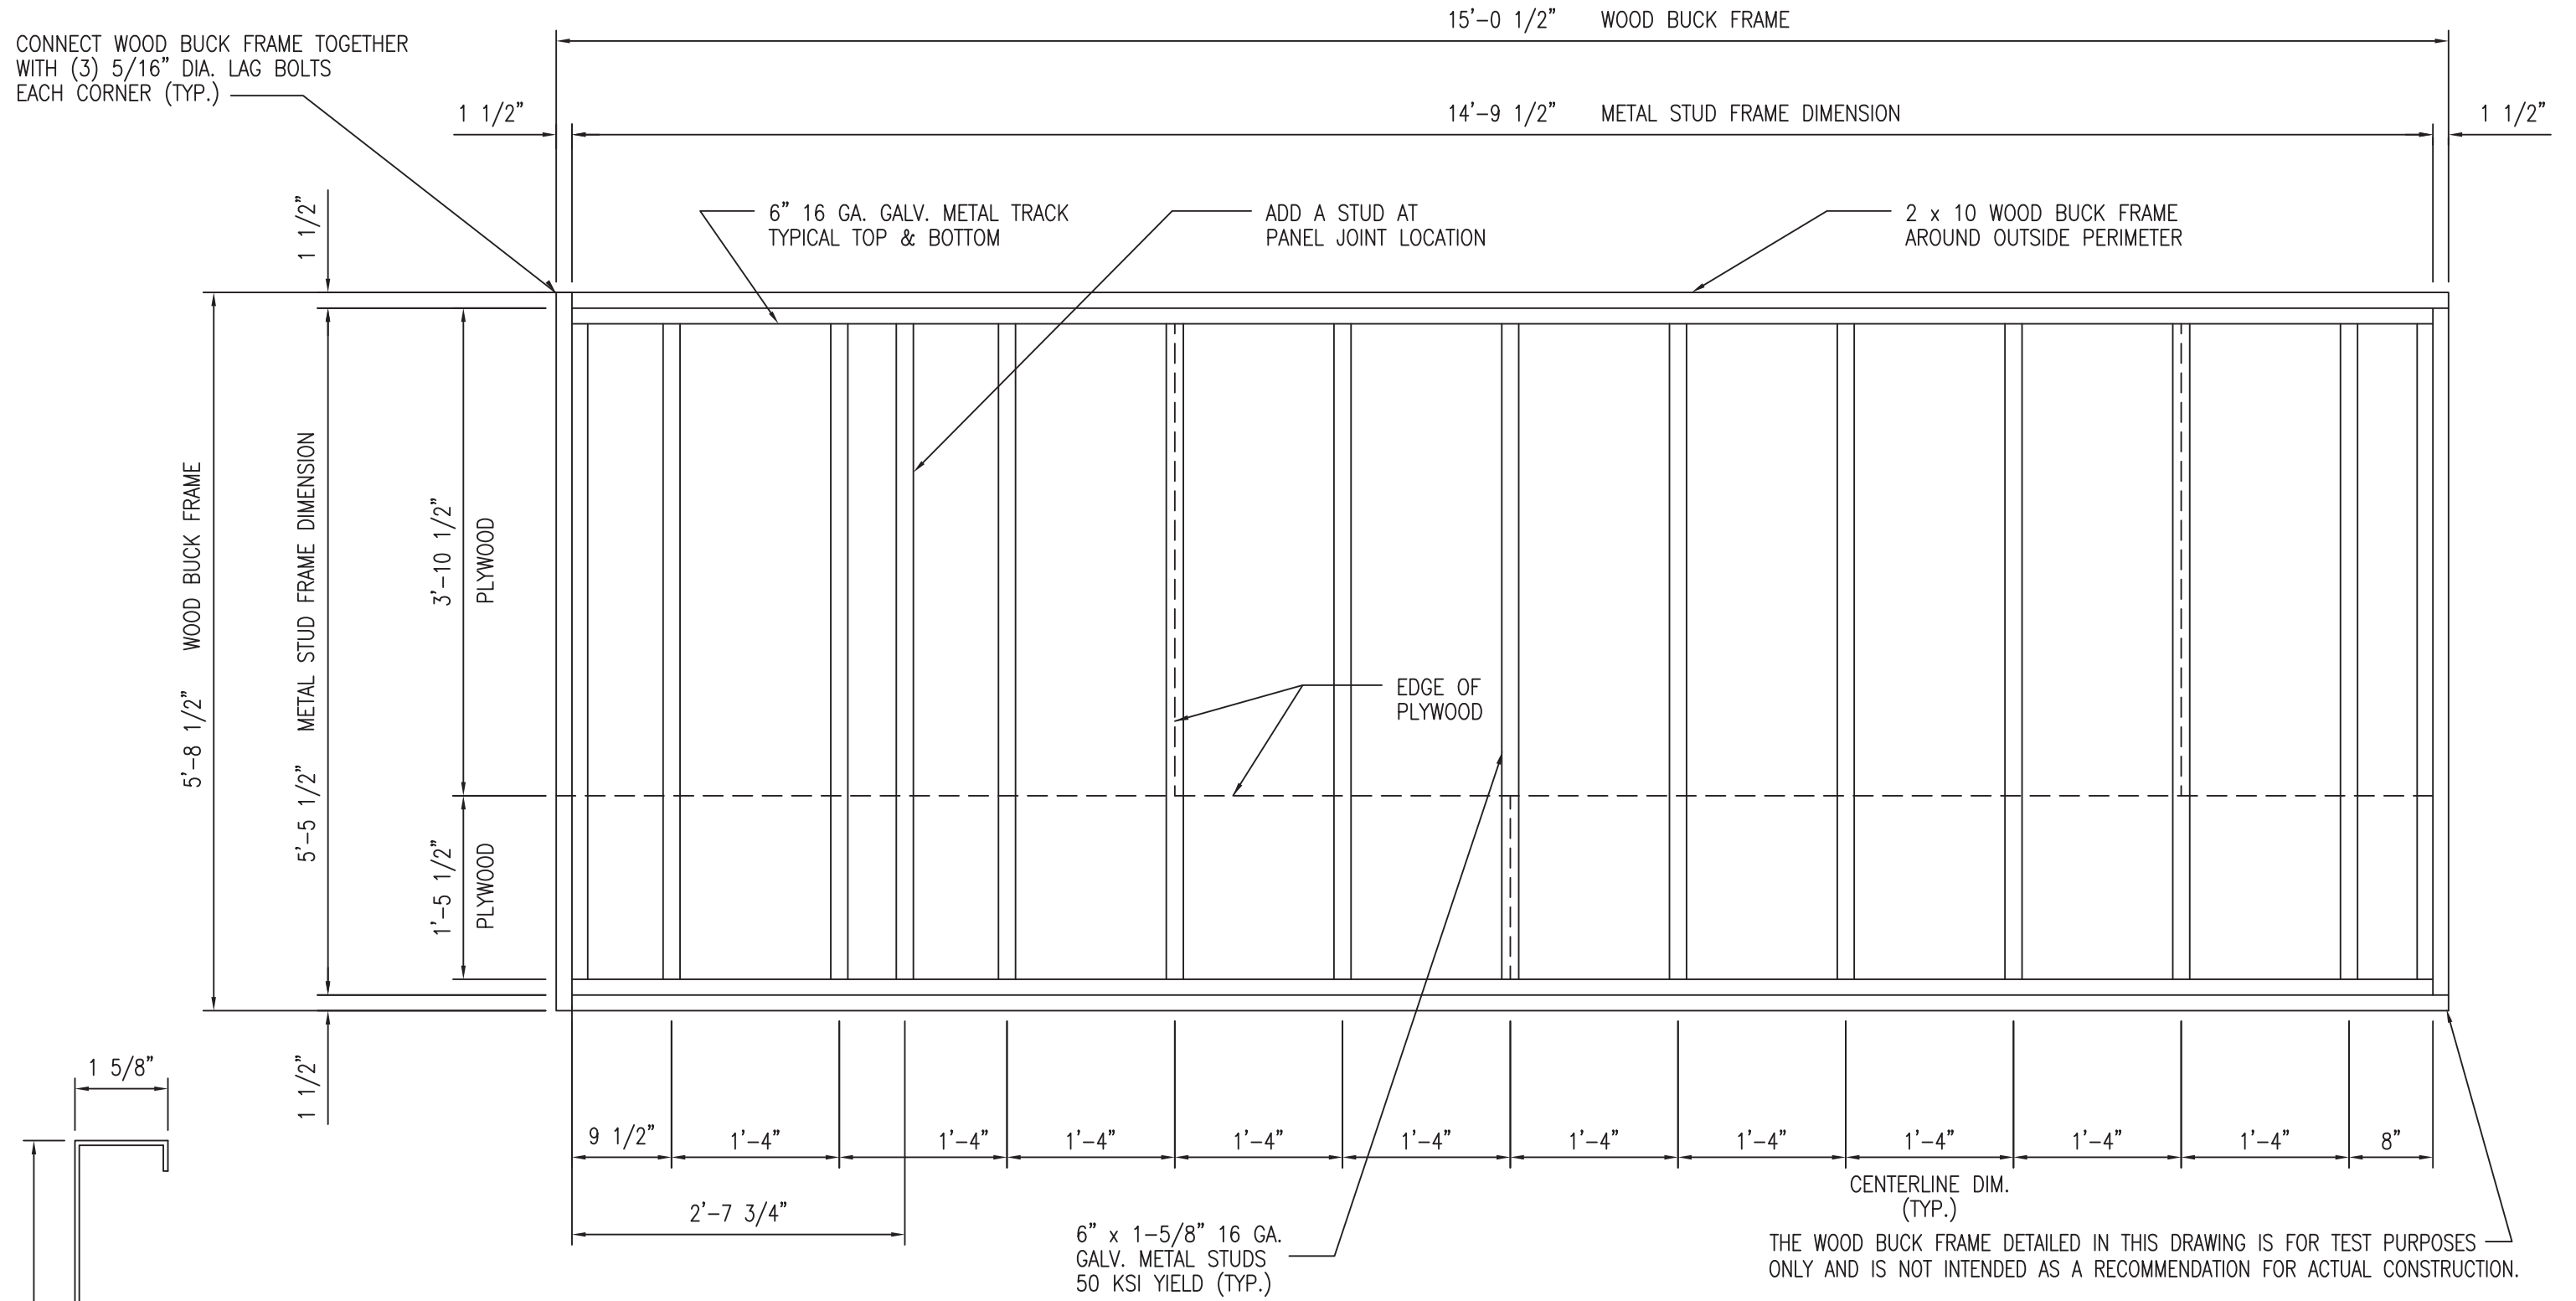 15'-0 1/2" WOOD BUCK FRAME
CONNECT WOOD BUCK FRAME TOGETHER
WITH (3) 5/16" DIA. LAG BOLTS
EACH CORNER (TYP.)
1 1/2"
14'-9 1/2" METAL STUD FRAME DIMENSION
1 1/2"
1 1/2"
6" 16 GA. GALV. METAL TRACK
TYPICAL TOP & BOTTOM
ADD A STUD AT
PANEL JOINT LOCATION
2 x 10 WOOD BUCK FRAME
AROUND OUTSIDE PERIMETER
5'-8 1/2" WOOD BUCK FRAME
5'-5 1/2" METAL STUD FRAME DIMENSION
3'-10 1/2"
PLYWOOD
EDGE OF
PLYWOOD
1'-5 1/2"
PLYWOOD
1 1/2"
1 5/8"
9 1/2"
1'-4"
1'-4"
1'-4"
1'-4"
1'-4"
1'-4"
1'-4"
1'-4"
1'-4"
1'-4"
8"
CENTERLINE DIM.
(TYP.)
2'-7 3/4"
6" x 1-5/8" 16 GA.
GALV. METAL STUDS
50 KSI YIELD (TYP.)
THE WOOD BUCK FRAME DETAILED IN THIS DRAWING IS FOR TEST PURPOSES
ONLY AND IS NOT INTENDED AS A RECOMMENDATION FOR ACTUAL CONSTRUCTION.